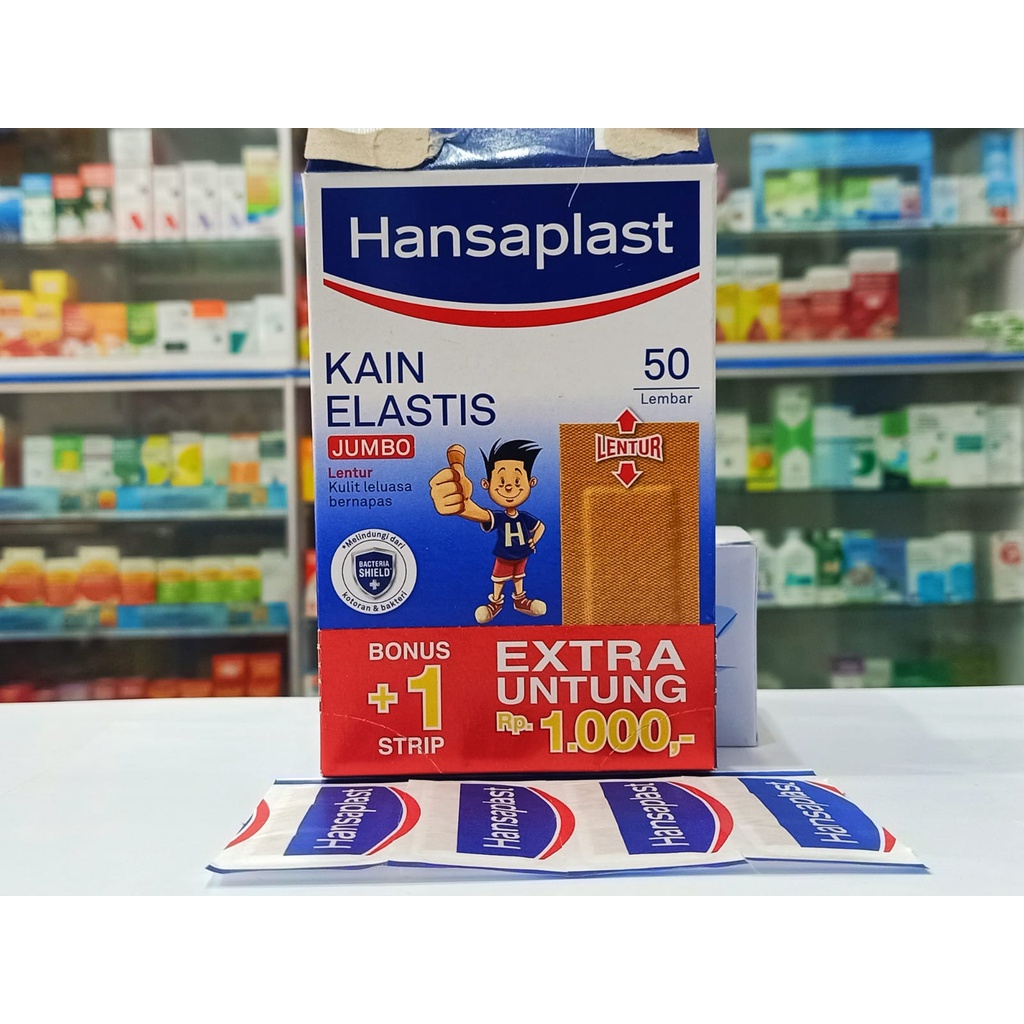 Hansaplast
KAIN
ELASTIS
JUMBO
Lentur
Kulit leluasa
bernapas
50
Lembar
LENTUR
H
*Melindungi dari
BACTERIA
SHIELD
kotoran & bakteri
BONUS
+1
STRIP
EXTRA
UNTUNG
Rp. 1.000,-
Hansaplast
Hansaplast
Hansaplast
Hansaplast